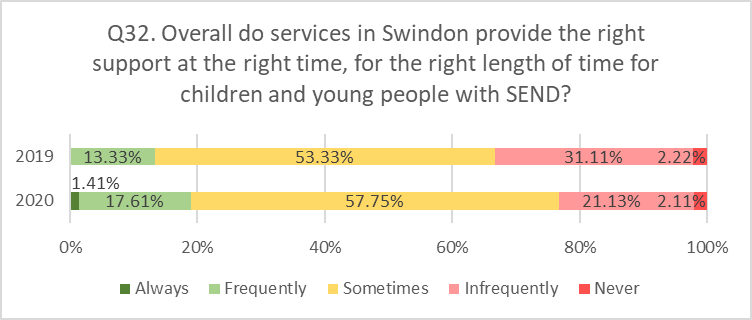 Q32. Overall do services in Swindon provide the right
support at the right time, for the right length of time for
children and young people with SEND?
2019 13.33% 53.33% 31.11% 2.22%
1.41%
2020 17.61% 57.75% 21.13% 2.11%
0% 20% 40% 60% 80% 100%
Always Frequently Sometimes Infrequently Never